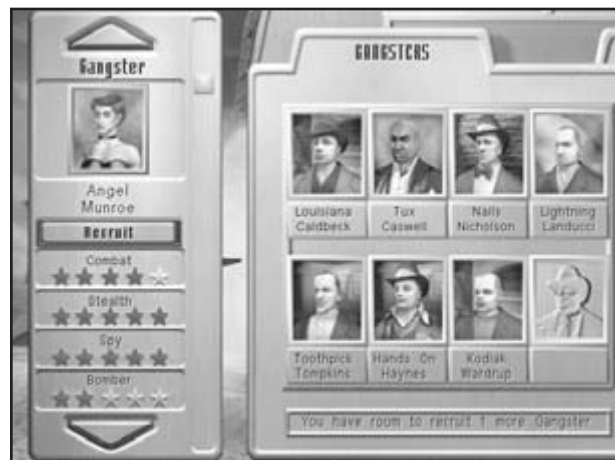 Gangster
Angel
Munroe
Recruit
Combat
Stealth
Spy
Bomber
GANGSTERS
Louisiana
Caldbeck
Tux
Caswell
Nails
Nicholson
Lightning
Landucci
Toothpick
Tompkins
Hands On
Haynes
Kodiak
Wardrup
You have room to recruit 1 more Gangster